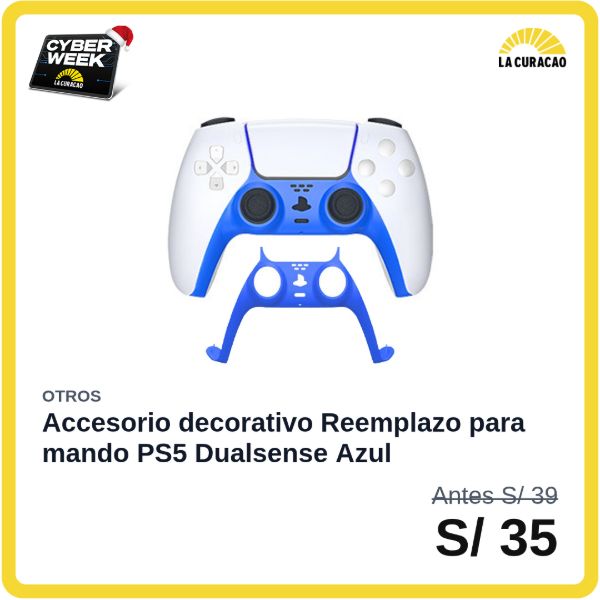 CYBER
WEEK
LA CURACAO
LA CURACAO
OTROS
Accesorio decorativo Reemplazo para
mando PS5 Dualsense Azul
Antes S/ 39
S/ 35